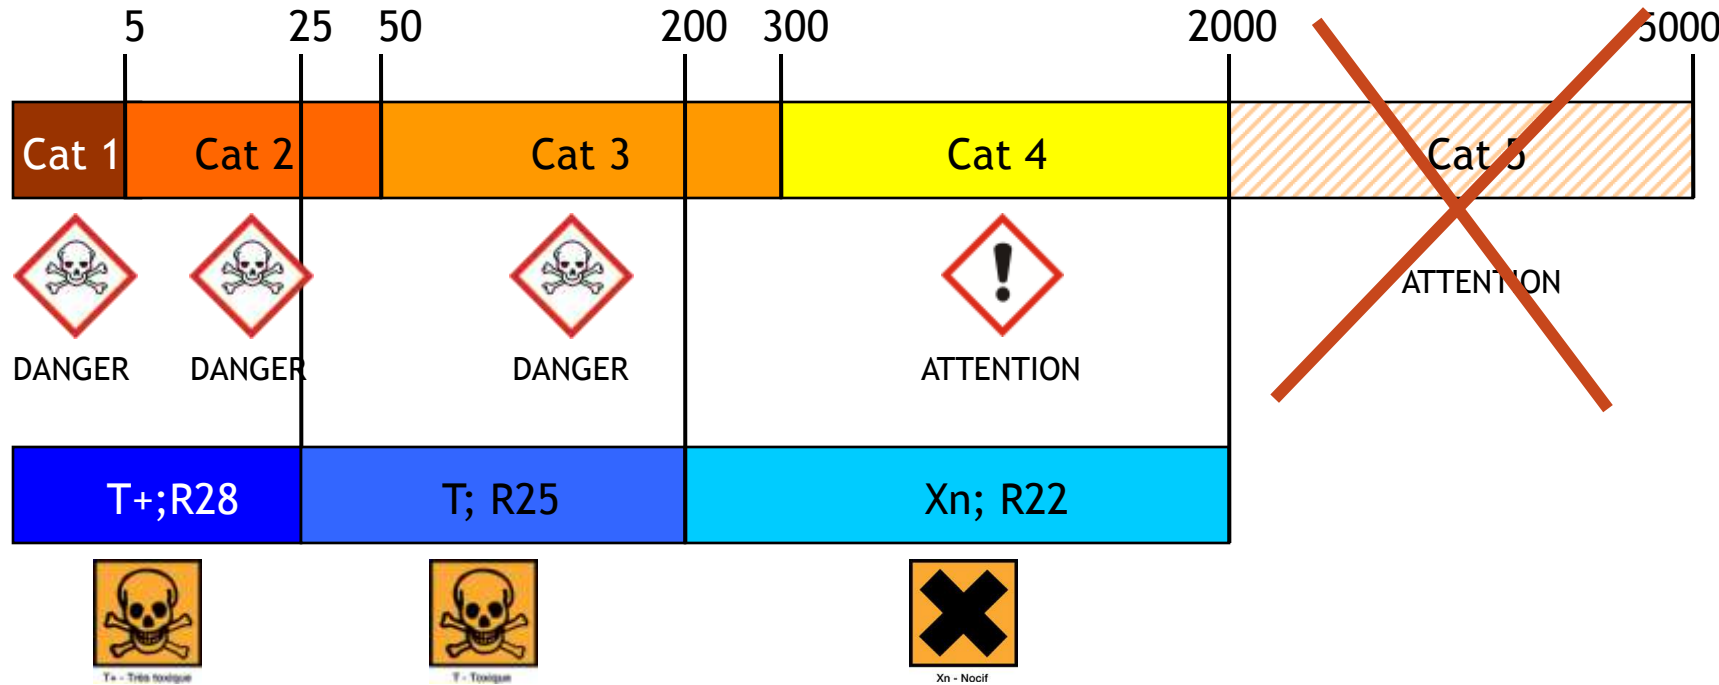 5 25 50 200 300 2000 5000
Cat 1 Cat 2 Cat 3 Cat 4 Cat 5
ATTENTION
DANGER DANGER DANGER ATTENTION
T+;R28 T; R25 Xn; R22
T+ - Très toxique T - Toxique Xn - Nocif